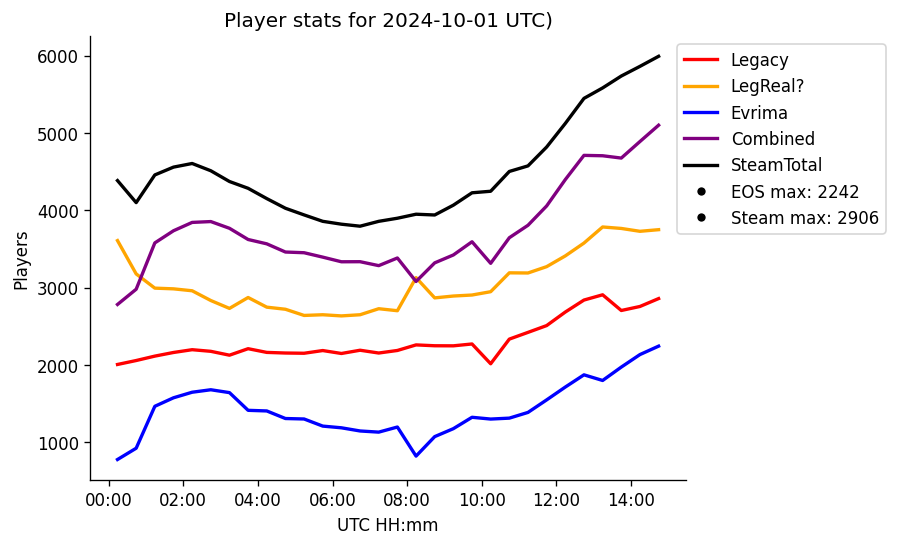 Player stats for 2024-10-01 UTC)
6000
5000
4000
3000
2000
1000
Players
00:00 02:00 04:00 06:00 08:00 10:00 12:00 14:00
UTC HH:mm
Legacy
LegReal?
Evrima
Combined
SteamTotal
EOS max: 2242
Steam max: 2906